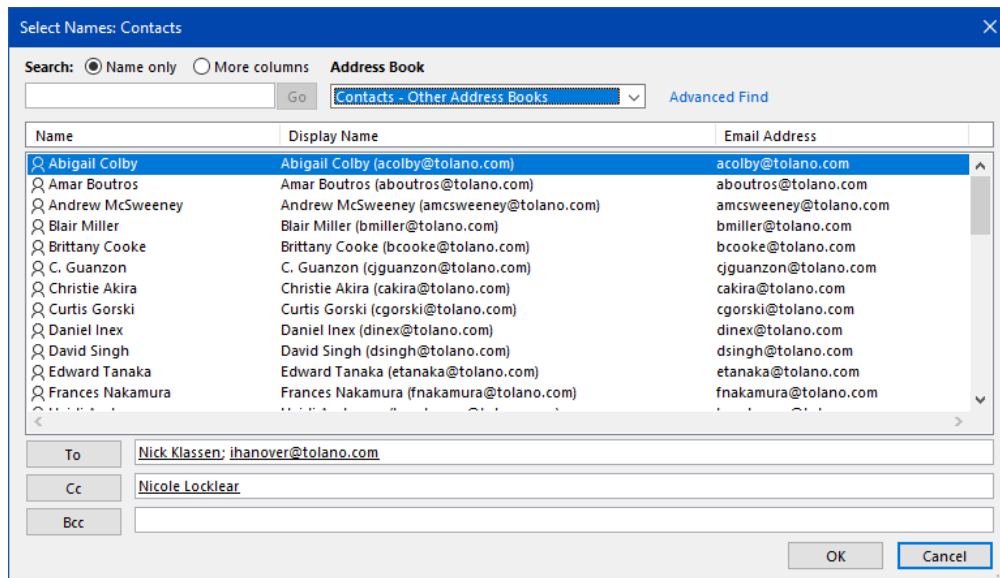 Select Names: Contacts
Search: Name only More columns Address Book
Go Contacts - Other Address Books Advanced Find
Name Display Name Email Address
Abigail Colby Abigail Colby (acolby@tolano.com) acolby@tolano.com
Amar Boutros Amar Boutros (aboutros@tolano.com) aboutros@tolano.com
Andrew McSweeney Andrew McSweeney (amcsweeney@tolano.com) amcsweeney@tolano.com
Blair Miller Blair Miller (bmiller@tolano.com) bmiller@tolano.com
Brittany Cooke Brittany Cooke (bcooke@tolano.com) bcooke@tolano.com
C. Guanzon C. Guanzon (cjguanzon@tolano.com) cjguanzon@tolano.com
Christie Akira Christie Akira (cakira@tolano.com) cakira@tolano.com
Curtis Gorski Curtis Gorski (cgorski@tolano.com) cgorski@tolano.com
Daniel Inex Daniel Inex (dinex@tolano.com) dinex@tolano.com
David Singh David Singh (dsingh@tolano.com) dsingh@tolano.com
Edward Tanaka Edward Tanaka (etanaka@tolano.com) etanaka@tolano.com
Frances Nakamura Frances Nakamura (fnakamura@tolano.com) fnakamura@tolano.com
To Nick Klassen; ihanover@tolano.com
Cc Nicole Locklear
Bcc
OK Cancel